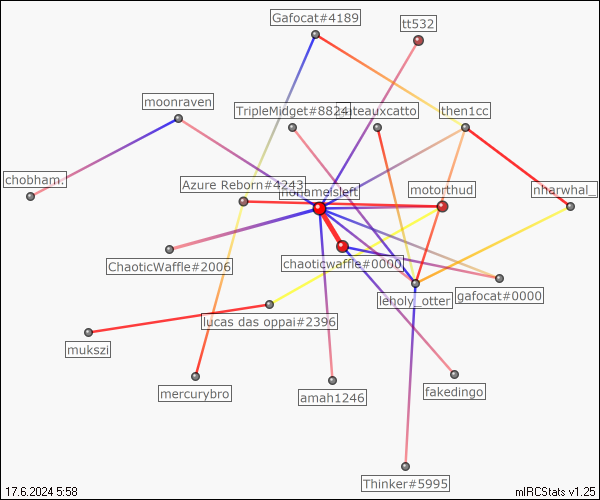 Gafocat#4189
tt532
moonraven
TripleMidget#8824
then1cc
chobham.
Azure Reborn#4243
nonameisleft
motorthud
nharwhal_
ChaoticWaffle#2006
chaoticwaffle#0000
leholy_otter
gafocat#0000
lucas das oppai#2396
mukszi
mercurybro
amah1246
fakedingo
Thinker#5995
17.6.2024 5:58
mIRCStats v1.25